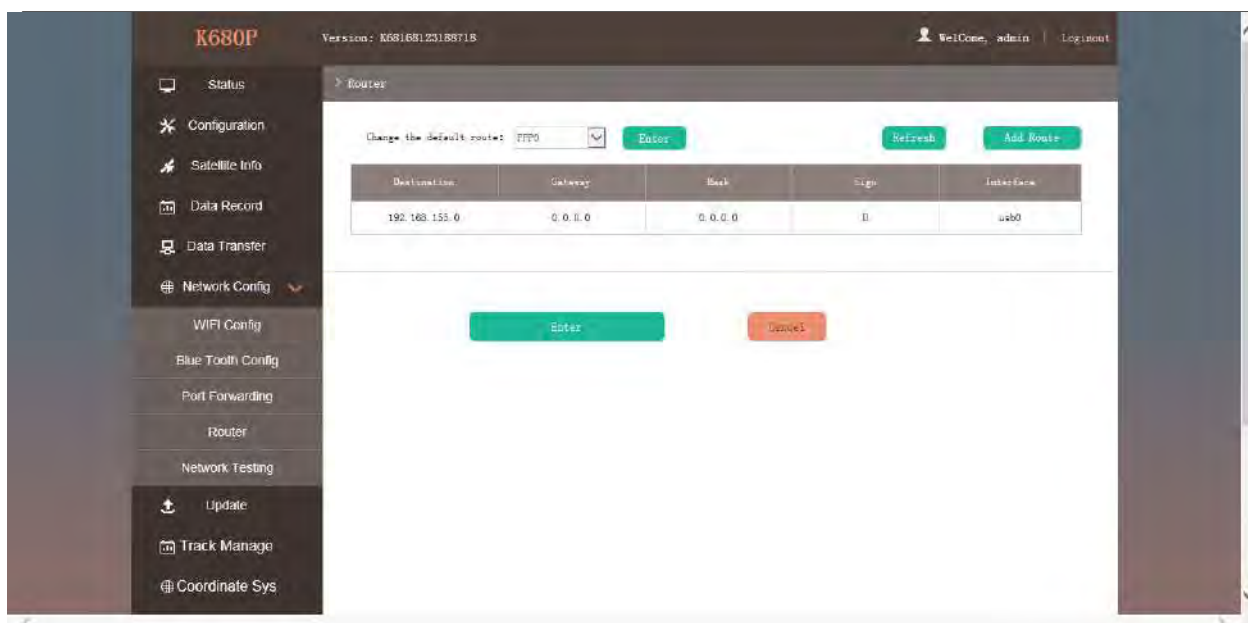 K680P
Version: K68168123188718
WelCome, admin | Loginout
Status
> Router
Configuration
Change the default route: PPP0 Enter Refresh Add Route
Satellite Info
Destination Gateway Mask Sign Interface
Data Record
192.168.155.0 0.0.0.0 0.0.0.0 usb0
Data Transfer
Network Config
WIFI Config
Enter Cancel
Blue Tooth Config
Port Forwarding
Router
Network Testing
Update
Track Manage
Coordinate Sys